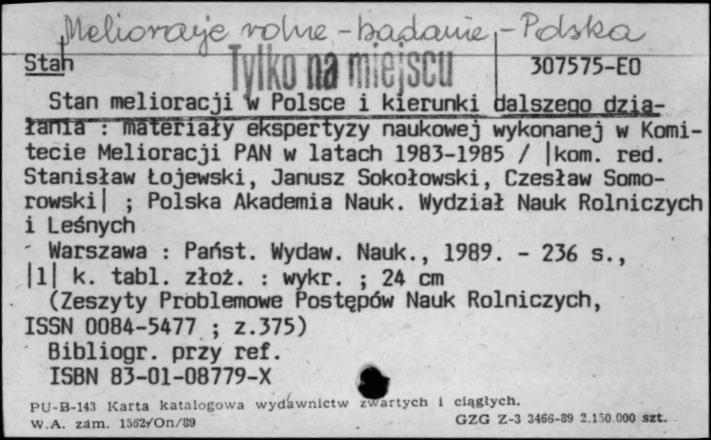 Melioracje rolne - badanie - Polska
Stan Tylko na miejscu 307575-EO
Stan melioracji w Polsce i kierunki dalszego dzia-
łania : materiały ekspertyzy naukowej wykonanej w Komi-
tecie Melioracji PAN w latach 1983-1985 / |kom. red.
Stanisław Łojewski, Janusz Sokołowski, Czesław Somo-
rowski| ; Polska Akademia Nauk. Wydział Nauk Rolniczych
i Leśnych
- Warszawa : Państ. Wydaw. Nauk., 1989. - 236 s.,
|1| k. tabl. złoż. : wykr. ; 24 cm
(Zeszyty Problemowe Postępów Nauk Rolniczych,
ISSN 0084-5477 ; z.375)
Bibliogr. przy ref.
ISBN 83-01-08779-X
PU-B-143 Karta katalogowa wydawnictw zwartych i ciągłych.
W.A. zam. 1562/On/89 GZG Z-3 3466-89 2.150.000 szt.